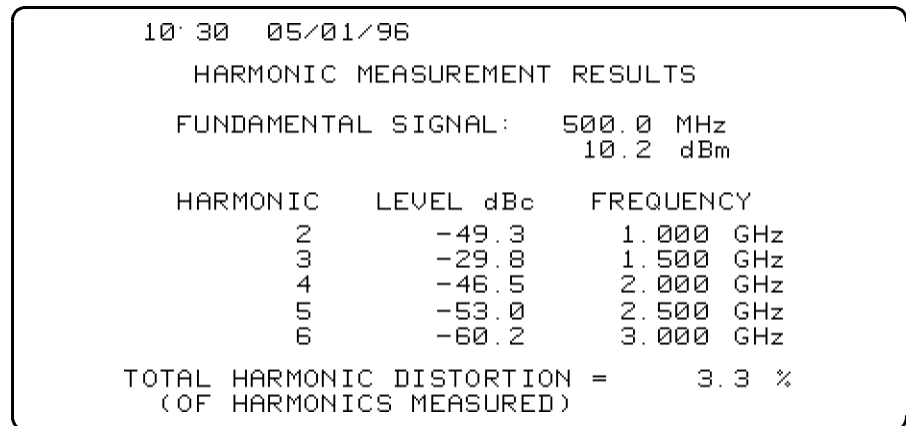 10:30 05/01/96
HARMONIC MEASUREMENT RESULTS
FUNDAMENTAL SIGNAL: 500.0 MHz
10.2 dBm
HARMONIC LEVEL dBc FREQUENCY
2 -49.3 1.000 GHz
3 -29.8 1.500 GHz
4 -46.5 2.000 GHz
5 -53.0 2.500 GHz
6 -60.2 3.000 GHz
TOTAL HARMONIC DISTORTION = 3.3 %
(OF HARMONICS MEASURED)